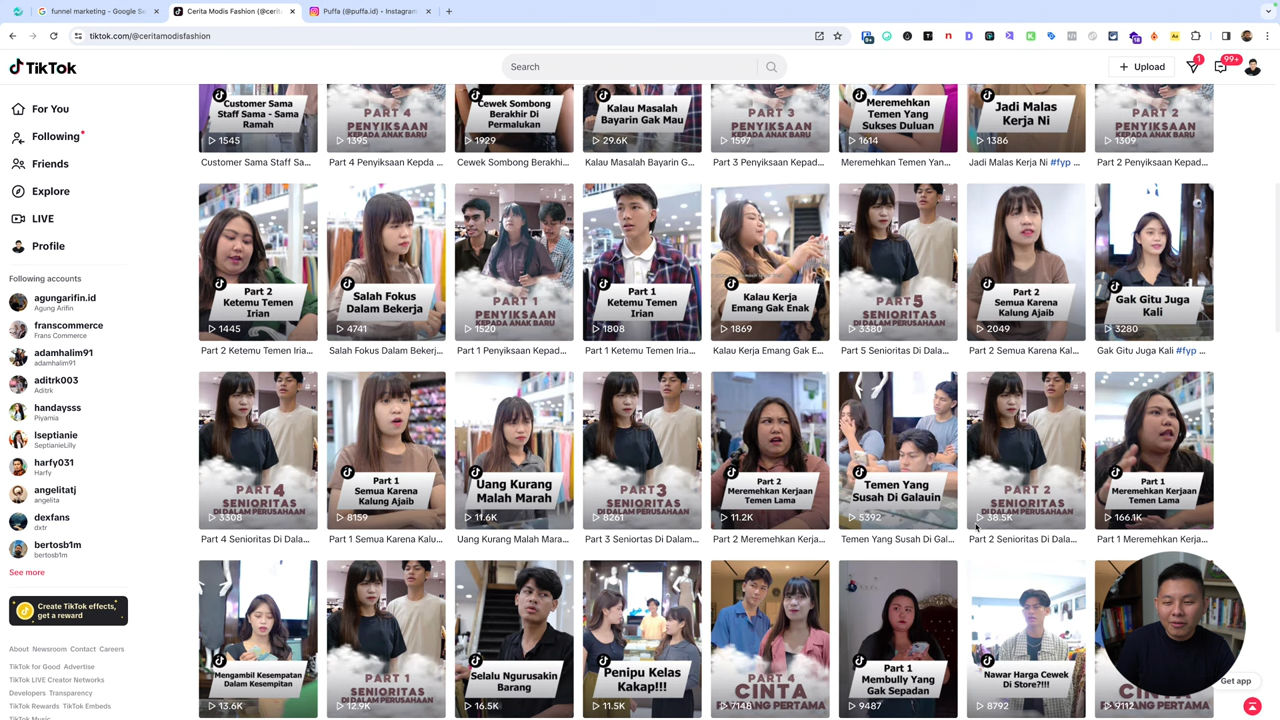 funnel marketing - Google Se
Cerita Modis Fashion (@cerit
Puffa (@puffa.id) • Instagram
tiktok.com/@ceritamodisfashion
9+
18
TikTok
Search
Upload
1
99+
For You
Following
Friends
Explore
LIVE
Profile
Following accounts
agungarifin.id
Agung Arifin
franscommerce
Frans Commerce
adamhalim91
adamhalim91
aditrk003
Aditrk
handaysss
Piyamia
lseptianie
SeptianieLilly
harfy031
Harfy
angelitatj
angelita
dexfans
dxtr
bertosb1m
bertosb1m
See more
Create TikTok effects,
get a reward
About Newsroom Contact Careers
TikTok for Good Advertise
TikTok LIVE Creator Networks
Developers Transparency
TikTok Rewards TikTok Embeds
TikTok Music
Customer Sama
Staff Sama - Sama
Ramah
1545
Customer Sama Staff Sa...
PART 4
PENYIKSAAN
KEPADA ANAK BARU
1395
Part 4 Penyiksaan Kepda ...
Cewek Sombong
Berakhir Di
Permalukan
1929
Cewek Sombong Berakhi...
Kalau Masalah
Bayarin Gak Mau
29.6K
Kalau Masalah Bayarin G...
PART 3
PENYIKSAAN
KEPADA ANAK BARU
1597
Part 3 Penyiksaan Kepad...
Meremehkan
Temen Yang
Sukses Duluan
1614
Meremehkan Temen Yan...
Jadi Malas
Kerja Ni
1386
Jadi Malas Kerja Ni #fyp ...
PART 2
PENYIKSAAN
KEPADA ANAK BARU
1309
Part 2 Penyiksaan Kepad...
Part 2
Ketemu Temen
Irian
1445
Part 2 Ketemu Temen Iria...
Salah Fokus
Dalam Bekerja
4741
Salah Fokus Dalam Bekerj...
PART 1
PENYIKSAAN
KEPADA ANAK BARU
1520
Part 1 Penyiksaan Kepad...
Part 1
Ketemu Temen
Irian
1808
Part 1 Ketemu Temen Iria...
Kalau Kerja
Emang Gak Enak
1869
Kalau Kerja Emang Gak E...
PART 5
SENIORITAS
DI DALAM PERUSAHAAN
3380
Part 5 Senioritas Di Dala...
Part 2
Semua Karena
Kalung Ajaib
2049
Part 2 Semua Karena Kal...
Gak Gitu Juga
Kali
3280
Gak Gitu Juga Kali #fyp ...
PART 4
SENIORITAS
DI DALAM PERUSAHAAN
3308
Part 4 Senioritas Di Dala...
Part 1
Semua Karena
Kalung Ajaib
8159
Part 1 Semua Karena Kalu...
Uang Kurang
Malah Marah
11.6K
Uang Kurang Malah Mara...
PART 3
SENIORITAS
DI DALAM PERUSAHAAN
8261
Part 3 Seniortas Di Dalam...
Part 2
Meremehkan Kerjaan
Temen Lama
11.2K
Part 2 Meremehkan Kerja...
Temen Yang
Susah Di Galauin
5392
Temen Yang Susah Di Gal...
PART 2
SENIORITAS
DI DALAM PERUSAHAAN
38.5K
Part 2 Senioritas Di Dala...
Part 1
Meremehkan Kerjaan
Temen Lama
166.1K
Part 1 Meremehkan Kerja...
Mengambil Kesempatan
Dalam Kesempitan
13.6K
PART 1
SENIORITAS
DI DALAM PERUSAHAAN
12.9K
Selalu Ngurusakin
Barang
16.5K
Penipu Kelas
Kakap!!!
11.5K
PART 4
CINTA
YANG PERTAMA
7148
Part 1
Membully Yang
Gak Sepadan
9487
Nawar Harga Cewek
Di Store?!!!
8792
CINTA
YANG PERTAMA
9112
Get app